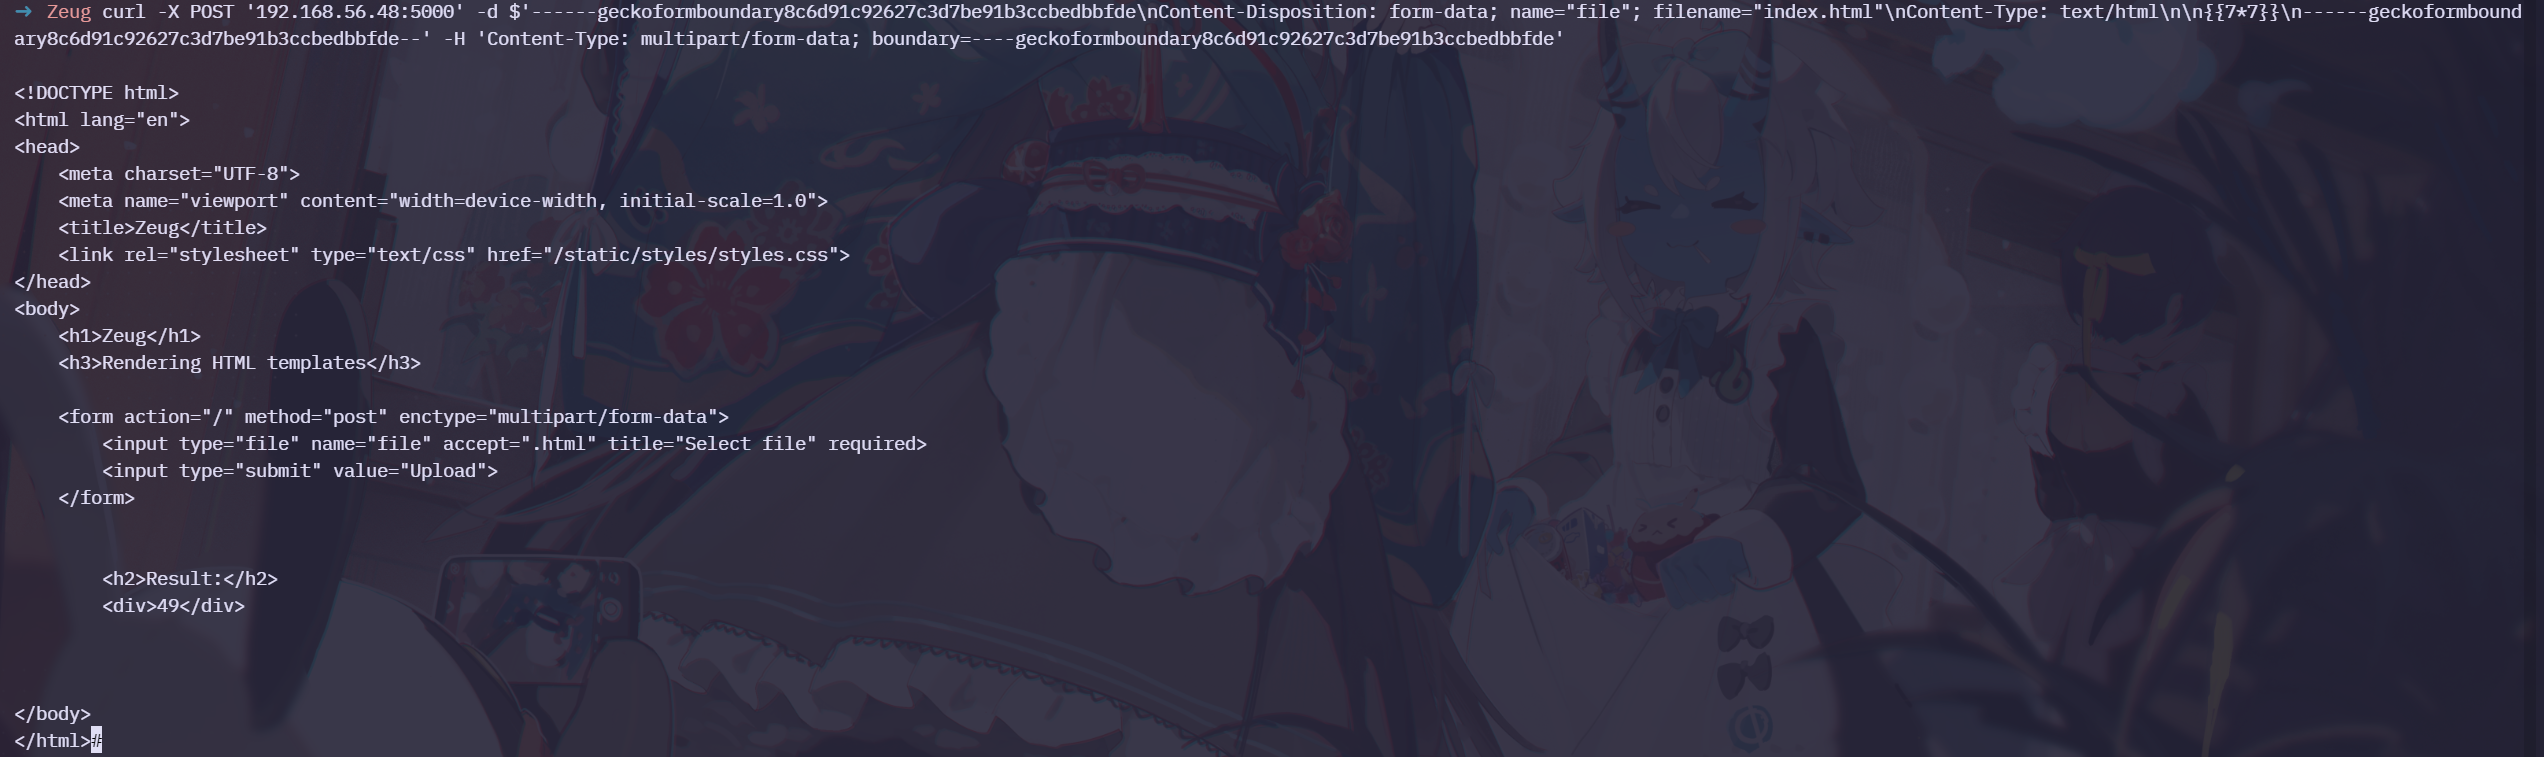 → Zeug curl -X POST '192.168.56.48:5000' -d $'------geckoformboundary8c6d91c92627c3d7be91b3ccbedbbfde\nContent-Disposition: form-data; name="file"; filename="index.html"\nContent-Type: text/html\n\n{{7*7}}\n------geckoformbound
ary8c6d91c92627c3d7be91b3ccbedbbfde--' -H 'Content-Type: multipart/form-data; boundary=----geckoformboundary8c6d91c92627c3d7be91b3ccbedbbfde'
<!DOCTYPE html>
<html lang="en">
<head>
    <meta charset="UTF-8">
    <meta name="viewport" content="width=device-width, initial-scale=1.0">
    <title>Zeug</title>
    <link rel="stylesheet" type="text/css" href="/static/styles/styles.css">
</head>
<body>
    <h1>Zeug</h1>
    <h3>Rendering HTML templates</h3>
    <form action="/" method="post" enctype="multipart/form-data">
        <input type="file" name="file" accept=".html" title="Select file" required>
        <input type="submit" value="Upload">
    </form>
        <h2>Result:</h2>
        <div>49</div>
</body>
</html>#